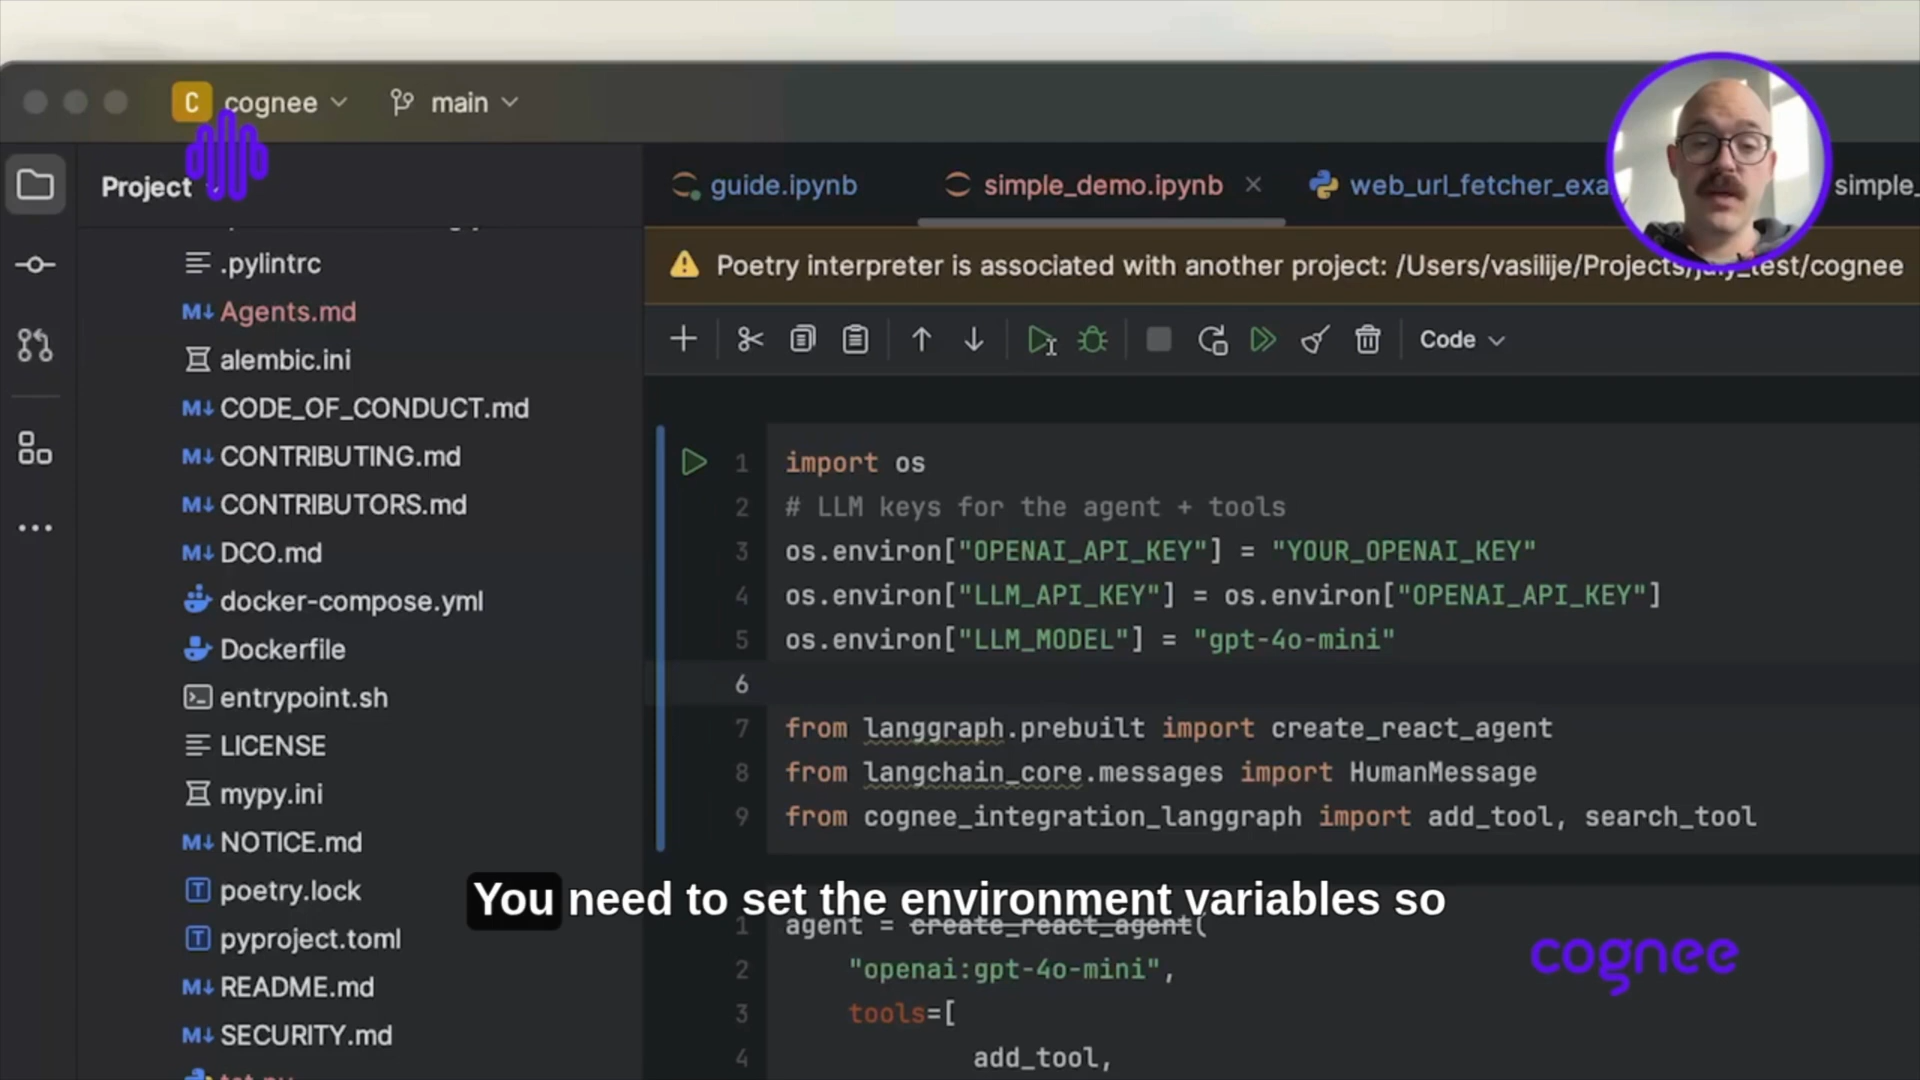 C cognee main
Project
guide.ipynb simple_demo.ipynb web_url_fetcher_exa simple_
.pylintrc
Agents.md
alembic.ini
CODE_OF_CONDUCT.md
CONTRIBUTING.md
CONTRIBUTORS.md
DCO.md
docker-compose.yml
Dockerfile
entrypoint.sh
LICENSE
mypy.ini
NOTICE.md
poetry.lock
pyproject.toml
README.md
SECURITY.md
Poetry interpreter is associated with another project: /Users/vasilije/Projects/july_test/cognee
Code
1 import os
2 # LLM keys for the agent + tools
3 os.environ["OPENAI_API_KEY"] = "YOUR_OPENAI_KEY"
4 os.environ["LLM_API_KEY"] = os.environ["OPENAI_API_KEY"]
5 os.environ["LLM_MODEL"] = "gpt-4o-mini"
6
7 from langgraph.prebuilt import create_react_agent
8 from langchain_core.messages import HumanMessage
9 from cognee_integration_langgraph import add_tool, search_tool
You need to set the environment variables so
1 agent = create_react_agent(
2 "openai:gpt-4o-mini",
3 tools=[
4 add_tool,
cognee